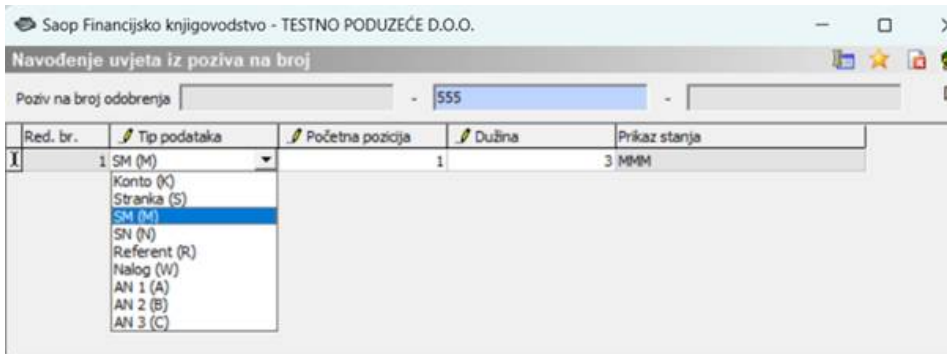 Saop Financijsko knjigovodstvo - TESTNO PODUZEĆE D.O.O.
Navođenje uvjeta iz poziva na broj
Poziv na broj odobrenja - 555 -
Red. br. Tip podataka Početna pozicija Dužina Prikaz stanja
1 SM (M) 1 3 MMM
Konto (K)
Stranka (S)
SM (M)
SN (N)
Referent (R)
Nalog (W)
AN 1 (A)
AN 2 (B)
AN 3 (C)